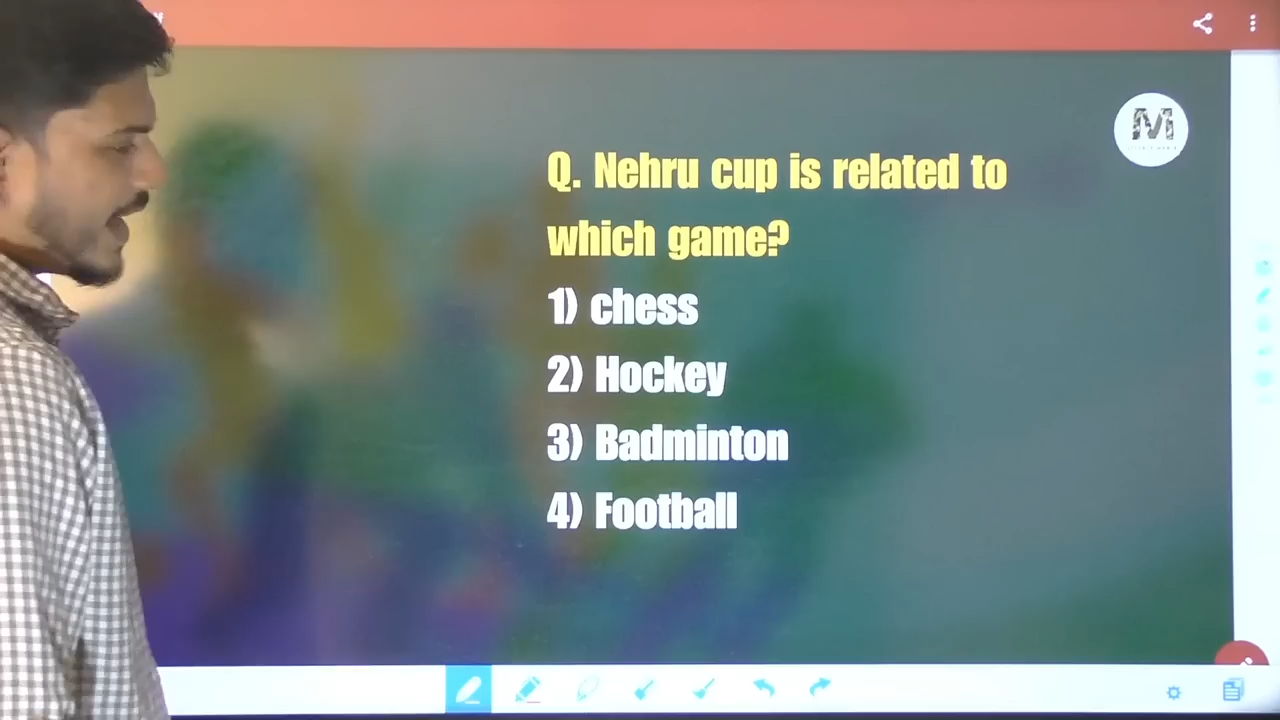 Q. Nehru cup is related to
which game?
1) chess
2) Hockey
3) Badminton
4) Football
M